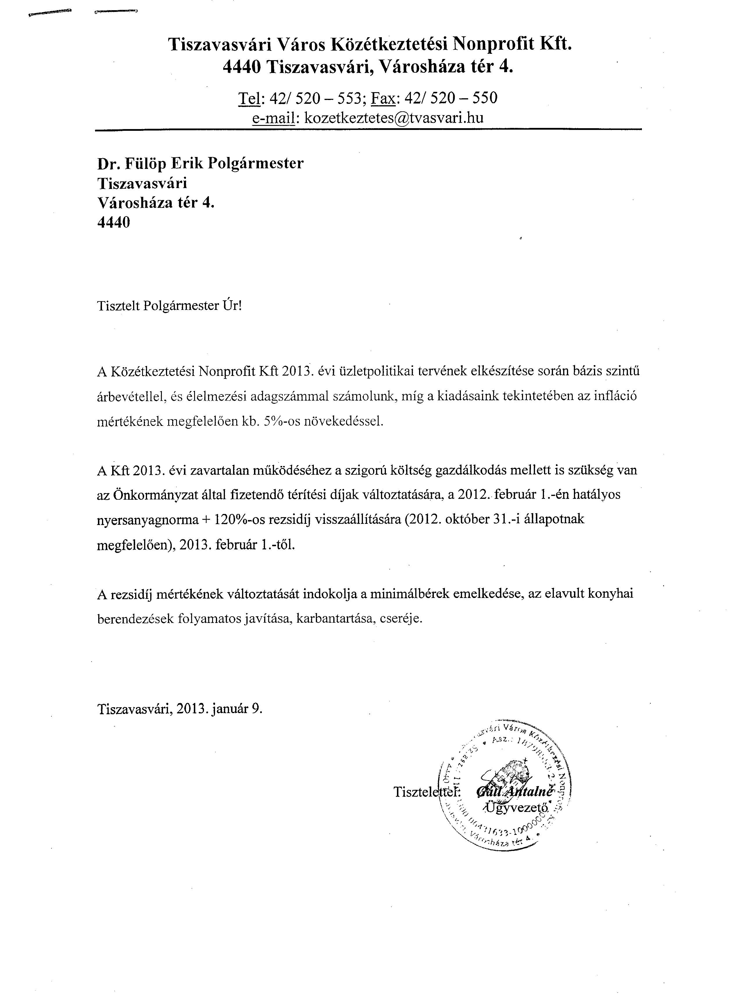 Tiszavasvári Város Közétkeztetési Nonprofit Kft.
4440 Tiszavasvári, Városháza tér 4.
Tel: 42/ 520 – 553; Fax: 42/ 520 – 550
e-mail: kozetkeztetes@tvasvari.hu
Dr. Fülöp Erik Polgármester
Tiszavasvári
Városháza tér 4.
4440
Tisztelt Polgármester Úr!
A Közétkeztetési Nonprofit Kft 2013. évi üzletpolitikai tervének elkészítése során bázis szintű
árbevétellel, és élelmezési adagszámmal számolunk, míg a kiadásaink tekintetében az infláció
mértékének megfelelően kb. 5%-os növekedéssel.
A Kft 2013. évi zavartalan működéséhez a szigorú költség gazdálkodás mellett is szükség van
az Önkormányzat által fizetendő térítési díjak változtatására, a 2012. február 1.-én hatályos
nyersanyagnorma + 120%-os rezsidíj visszaállítására (2012. október 31.-i állapotnak
megfelelően), 2013. február 1.-től.
A rezsidíj mértékének változtatását indokolja a minimálbérek emelkedése, az elavult konyhai
berendezések folyamatos javítása, karbantartása, cseréje.
Tiszavasvári, 2013. január 9.
Tisztelettel: Gáll Antalné
Ügyvezető
Város
Asz.:
Nonprofit
Városháza tér 4.